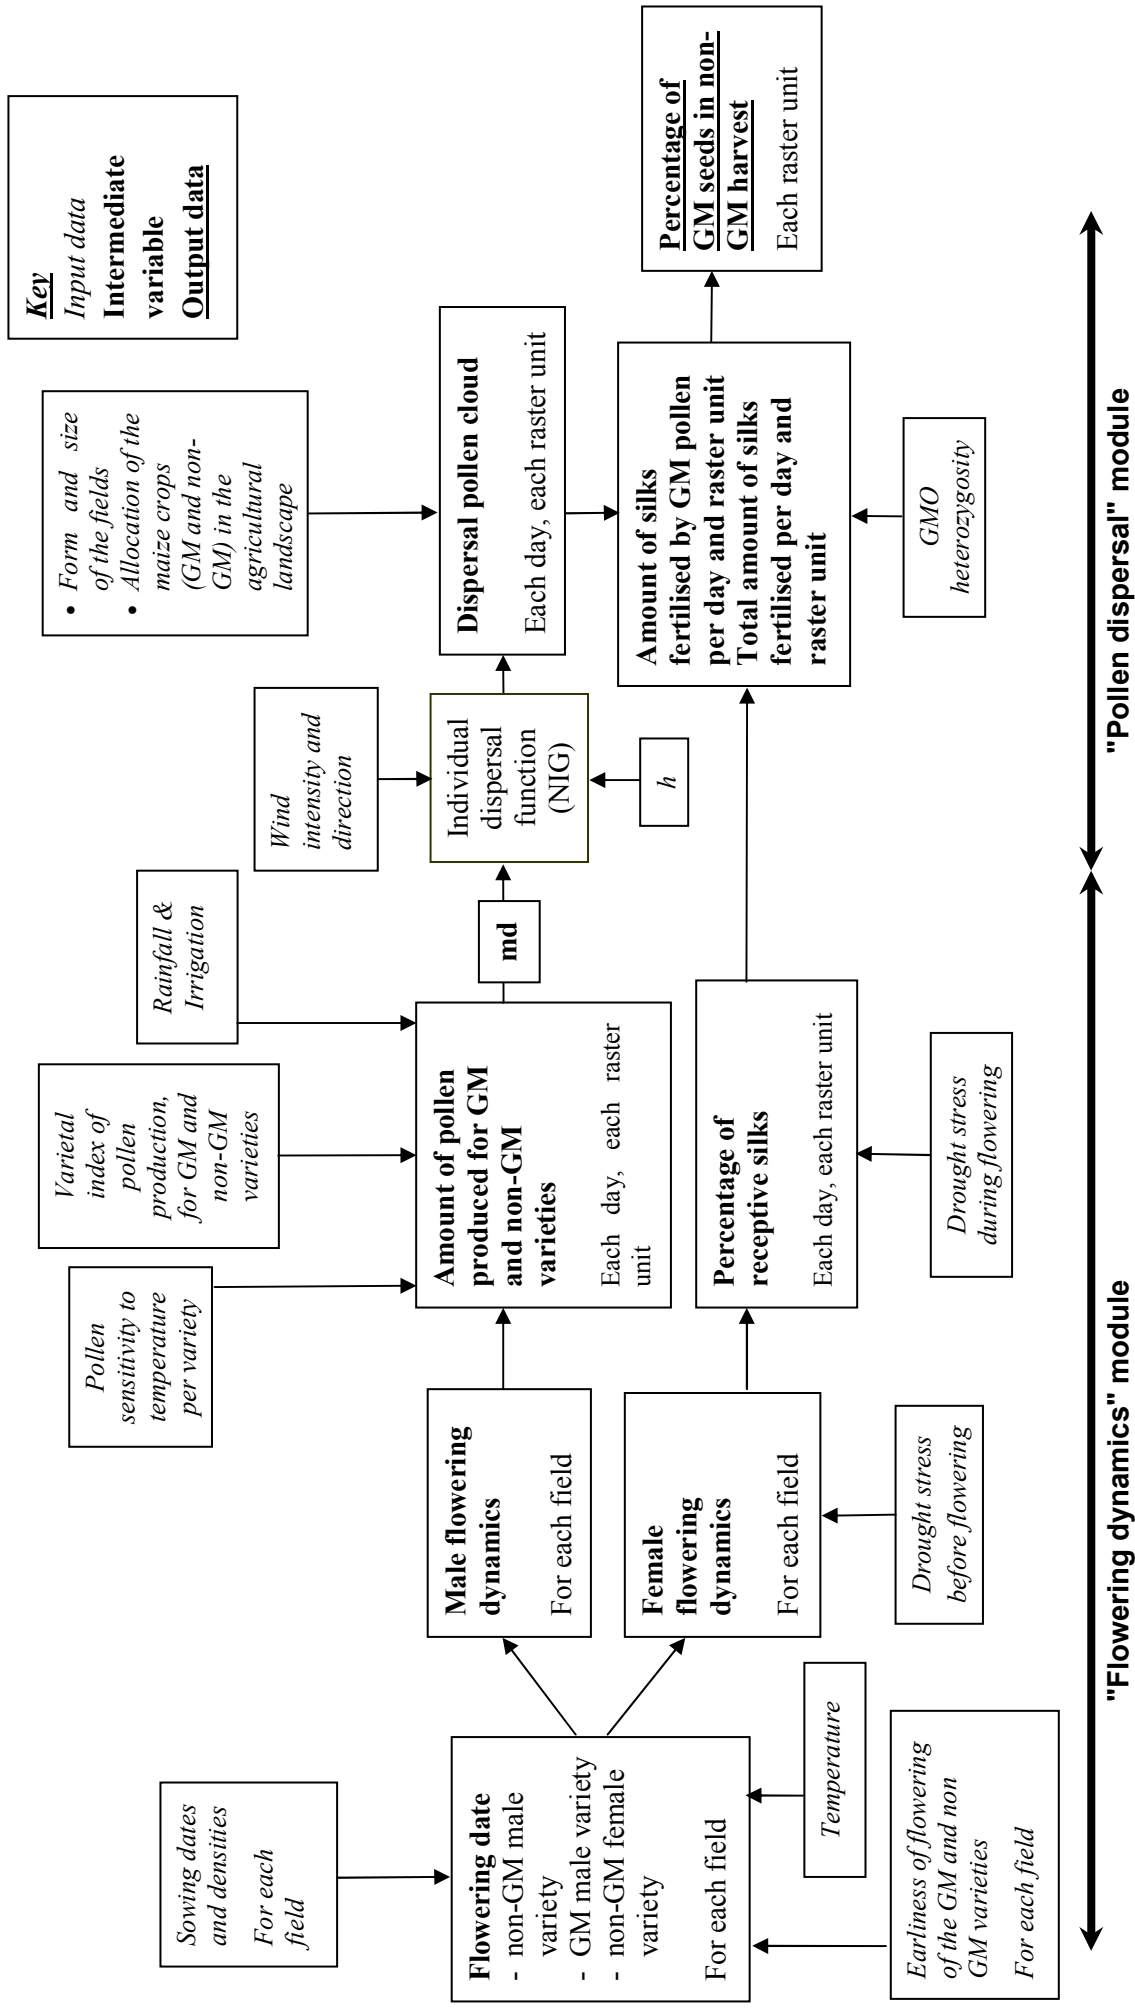 Key
Input data
Intermediate
variable
Output data
Sowing dates
and densities
For each
field
Flowering date
- non-GM male
variety
- GM male variety
- non-GM female
variety
For each field
Temperature
Earliness of flowering
of the GM and non
GM varieties
For each field
Male flowering
dynamics
For each field
Female
flowering
dynamics
For each field
Drought stress
before flowering
Pollen
sensitivity to
temperature
per variety
Varietal
index of
pollen
production,
for GM and
non-GM
varieties
Rainfall &
Irrigation
Amount of pollen
produced for GM
and non-GM
varieties
Each day, each raster
unit
Percentage of
receptive silks
Each day, each raster unit
Drought stress
during flowering
md
Wind
intensity and
direction
Individual
dispersal
function
(NIG)
h
• Form and size
of the fields
• Allocation of the
maize crops
(GM and non-
GM) in the
agricultural
landscape
Dispersal pollen cloud
Each day, each raster unit
Amount of silks
fertilised by GM pollen
per day and raster unit
Total amount of silks
fertilised per day and
raster unit
GMO
heterozygosity
Percentage of
GM seeds in non-
GM harvest
Each raster unit
"Flowering dynamics" module
"Pollen dispersal" module